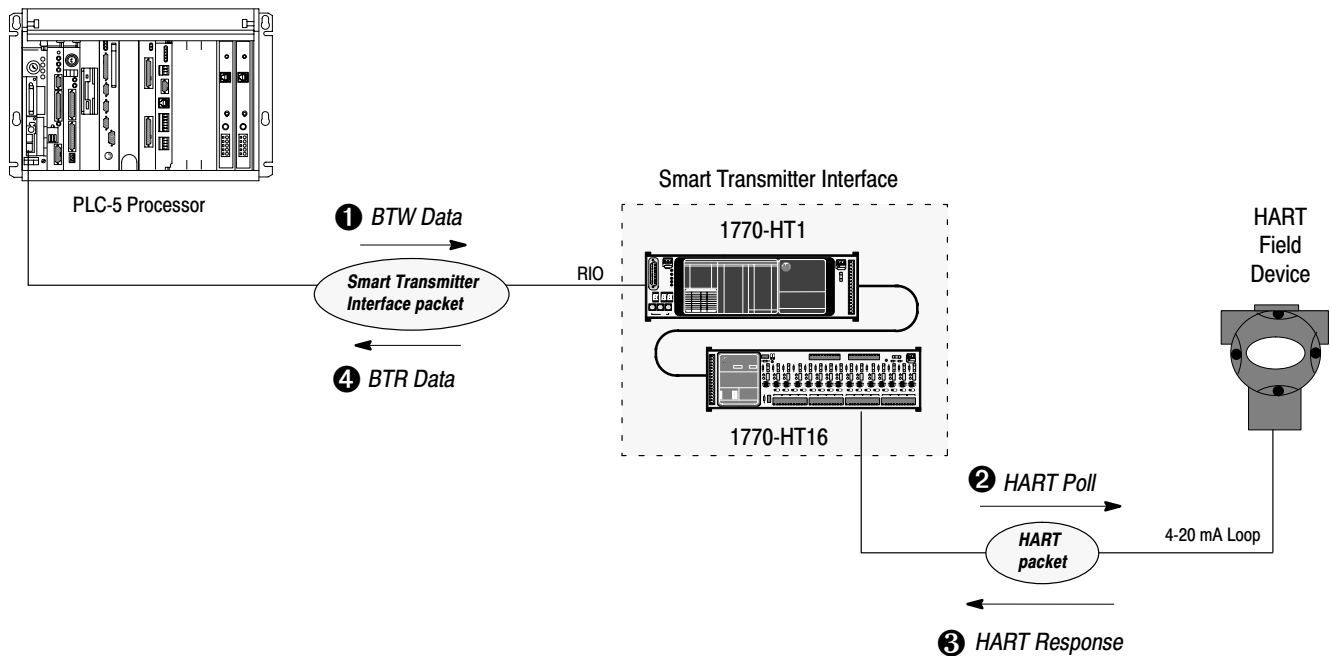 PLC-5 Processor
❶ BTW Data
Smart Transmitter
Interface packet
❹ BTR Data
RIO
Smart Transmitter Interface
1770-HT1
1770-HT16
HART
Field
Device
❷ HART Poll
HART
packet
4-20 mA Loop
❸ HART Response